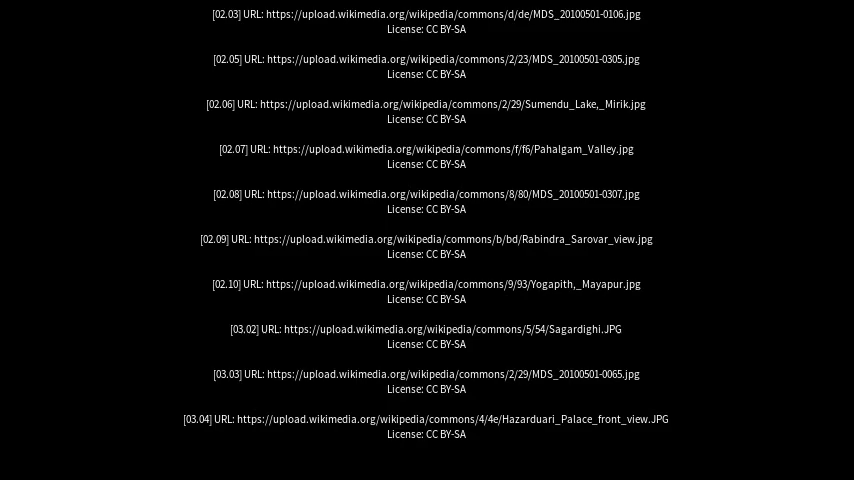 [02.03] URL: https://upload.wikimedia.org/wikipedia/commons/d/de/MDS_20100501-0106.jpg
License: CC BY-SA
[02.05] URL: https://upload.wikimedia.org/wikipedia/commons/2/23/MDS_20100501-0305.jpg
License: CC BY-SA
[02.06] URL: https://upload.wikimedia.org/wikipedia/commons/2/29/Sumendu_Lake,_Mirik.jpg
License: CC BY-SA
[02.07] URL: https://upload.wikimedia.org/wikipedia/commons/f/f6/Pahalgam_Valley.jpg
License: CC BY-SA
[02.08] URL: https://upload.wikimedia.org/wikipedia/commons/8/80/MDS_20100501-0307.jpg
License: CC BY-SA
[02.09] URL: https://upload.wikimedia.org/wikipedia/commons/b/bd/Rabindra_Sarovar_view.jpg
License: CC BY-SA
[02.10] URL: https://upload.wikimedia.org/wikipedia/commons/9/93/Yogapith,_Mayapur.jpg
License: CC BY-SA
[03.02] URL: https://upload.wikimedia.org/wikipedia/commons/5/54/Sagardighi.JPG
License: CC BY-SA
[03.03] URL: https://upload.wikimedia.org/wikipedia/commons/2/29/MDS_20100501-0065.jpg
License: CC BY-SA
[03.04] URL: https://upload.wikimedia.org/wikipedia/commons/4/4e/Hazarduari_Palace_front_view.JPG
License: CC BY-SA